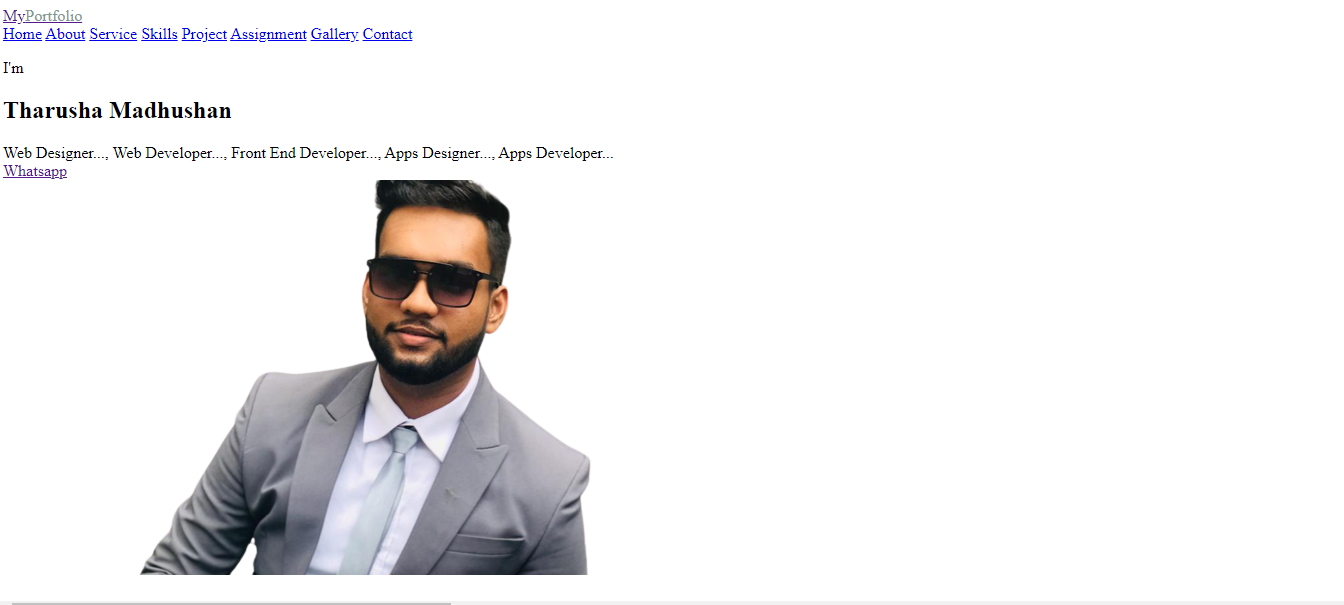 MyPortfolio
Home About Service Skills Project Assignment Gallery Contact
I'm
Tharusha Madhushan
Web Designer..., Web Developer..., Front End Developer..., Apps Designer..., Apps Developer...
Whatsapp